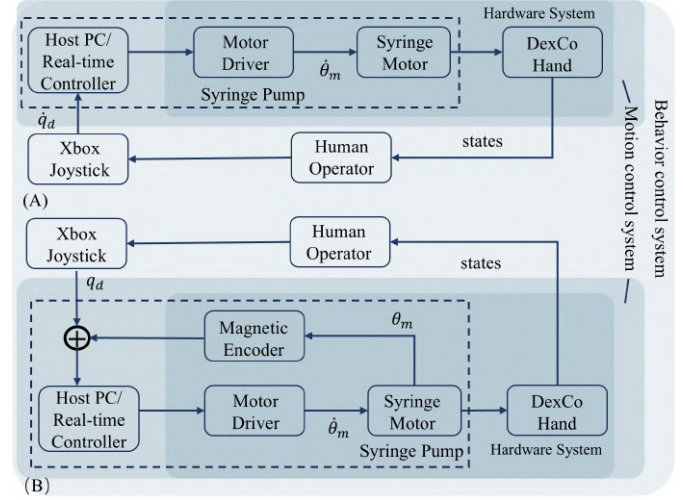 Hardware System
Host PC/
Real-time
Controller
Motor
Driver
θ̇m
Syringe
Motor
DexCo
Hand
Syringe Pump
q̇d
Xbox
Joystick
Human
Operator
states
(A)
Motion control system
Behavior control system
Xbox
Joystick
Human
Operator
states
qd
Magnetic
Encoder
θm
Host PC/
Real-time
Controller
Motor
Driver
θ̇m
Syringe
Motor
DexCo
Hand
Syringe Pump
Hardware System
(B)